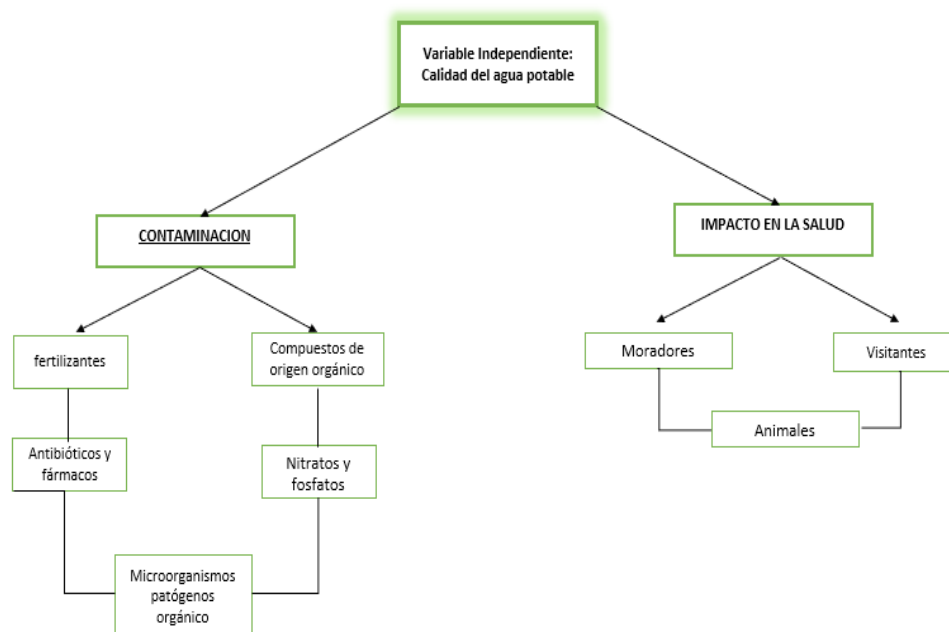 Variable Independiente:
Calidad del agua potable
CONTAMINACION
IMPACTO EN LA SALUD
fertilizantes
Compuestos de
origen orgánico
Moradores
Visitantes
Antibióticos y
fármacos
Nitratos y
fosfatos
Animales
Microorganismos
patógenos
orgánico